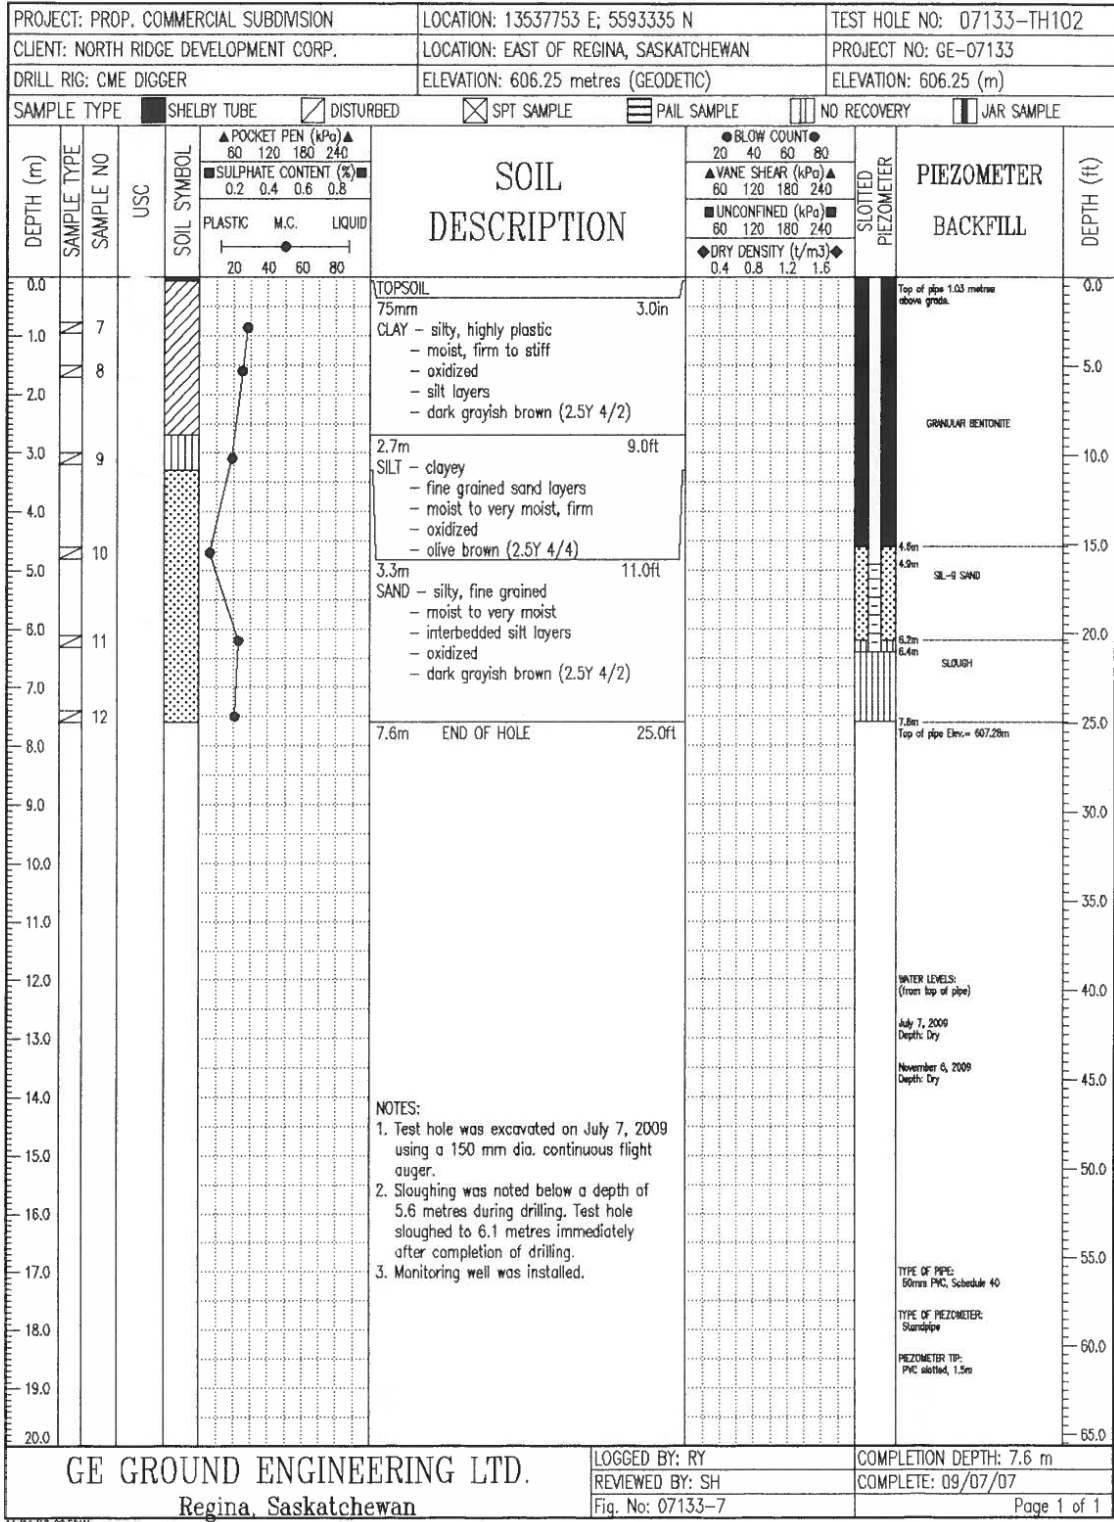 PROJECT: PROP. COMMERCIAL SUBDIVISION
LOCATION: 13537753 E; 5593335 N
TEST HOLE NO: 07133-TH102
CLIENT: NORTH RIDGE DEVELOPMENT CORP.
LOCATION: EAST OF REGINA, SASKATCHEWAN
PROJECT NO: GE-07133
DRILL RIG: CME DIGGER
ELEVATION: 606.25 metres (GEODETIC)
ELEVATION: 606.25 (m)
SAMPLE TYPE SHELBY TUBE DISTURBED SPT SAMPLE PAIL SAMPLE NO RECOVERY JAR SAMPLE
DEPTH (m)
SAMPLE TYPE
SAMPLE NO
USC
SOIL SYMBOL
▲POCKET PEN (kPa)▲
60 120 180 240
■SULPHATE CONTENT (%)■
0.2 0.4 0.6 0.8
PLASTIC M.C. LIQUID
20 40 60 80
SOIL
DESCRIPTION
●BLOW COUNT●
20 40 60 80
▲VANE SHEAR (kPa)▲
60 120 180 240
■UNCONFINED (kPa)■
60 120 180 240
◆DRY DENSITY (t/m3)◆
0.4 0.8 1.2 1.6
SLOTTED
PIEZOMETER
PIEZOMETER
BACKFILL
DEPTH (ft)
0.0
1.0
2.0
3.0
4.0
5.0
6.0
7.0
8.0
9.0
10.0
11.0
12.0
13.0
14.0
15.0
16.0
17.0
18.0
19.0
20.0
7
8
9
10
11
12
TOPSOIL
75mm 3.0in
CLAY - silty, highly plastic
- moist, firm to stiff
- oxidized
- silt layers
- dark grayish brown (2.5Y 4/2)
2.7m 9.0ft
SILT - clayey
- fine grained sand layers
- moist to very moist, firm
- oxidized
- olive brown (2.5Y 4/4)
3.3m 11.0ft
SAND - silty, fine grained
- moist to very moist
- interbedded silt layers
- oxidized
- dark grayish brown (2.5Y 4/2)
7.6m END OF HOLE 25.0ft
NOTES:
1. Test hole was excavated on July 7, 2009
using a 150 mm dia. continuous flight
auger.
2. Sloughing was noted below a depth of
5.6 metres during drilling. Test hole
sloughed to 6.1 metres immediately
after completion of drilling.
3. Monitoring well was installed.
Top of pipe 1.03 metres
above grade.
GRANULAR BENTONITE
4.6m
4.9m
SIL-9 SAND
6.2m
6.4m
SLOUGH
7.6m
Top of pipe Elev.= 607.28m
WATER LEVELS:
(from top of pipe)
July 7, 2009
Depth: Dry
November 6, 2009
Depth: Dry
TYPE OF PIPE:
50mm PVC, Schedule 40
TYPE OF PIEZOMETER:
Standpipe
PIEZOMETER TIP:
PVC slotted, 1.5m
0.0
5.0
10.0
15.0
20.0
25.0
30.0
35.0
40.0
45.0
50.0
55.0
60.0
65.0
GE GROUND ENGINEERING LTD.
Regina, Saskatchewan
LOGGED BY: RY
REVIEWED BY: SH
Fig. No: 07133-7
COMPLETION DEPTH: 7.6 m
COMPLETE: 09/07/07
Page 1 of 1